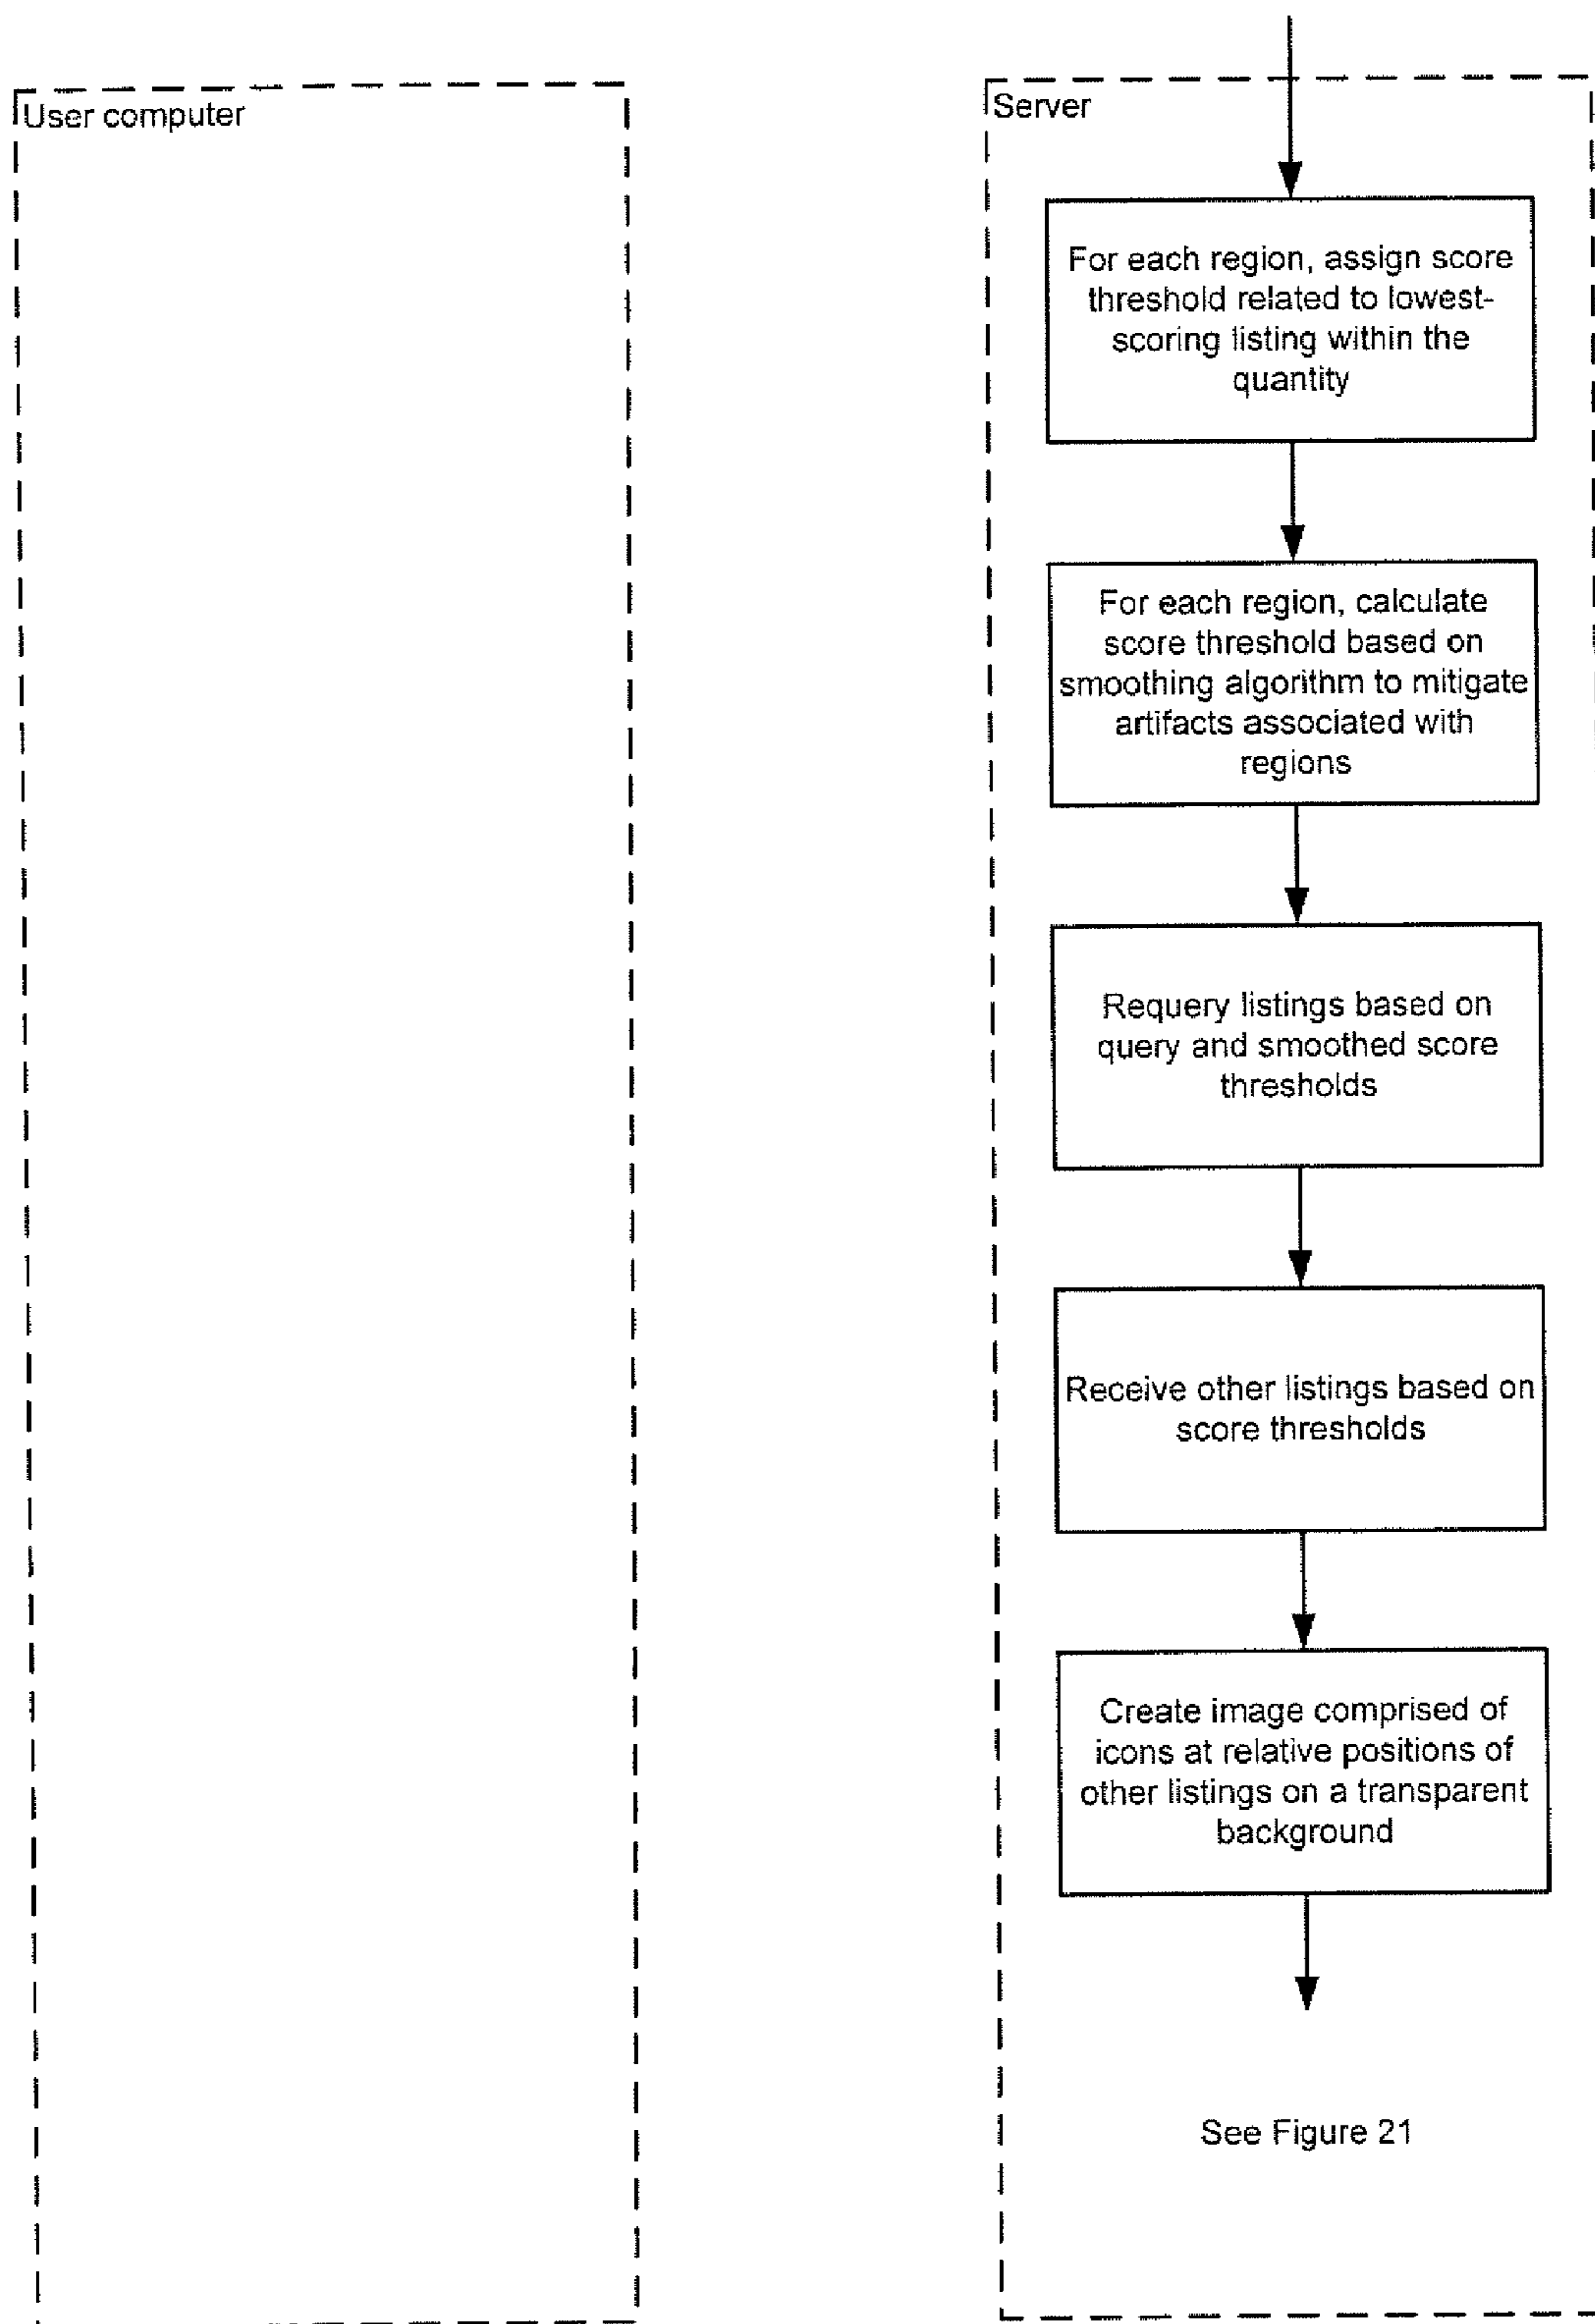 User computer
Server
For each region, assign score
threshold related to lowest-
scoring listing within the
quantity
For each region, calculate
score threshold based on
smoothing algorithm to mitigate
artifacts associated with
regions
Requery listings based on
query and smoothed score
thresholds
Receive other listings based on
score thresholds
Create image comprised of
icons at relative positions of
other listings on a transparent
background
See Figure 21